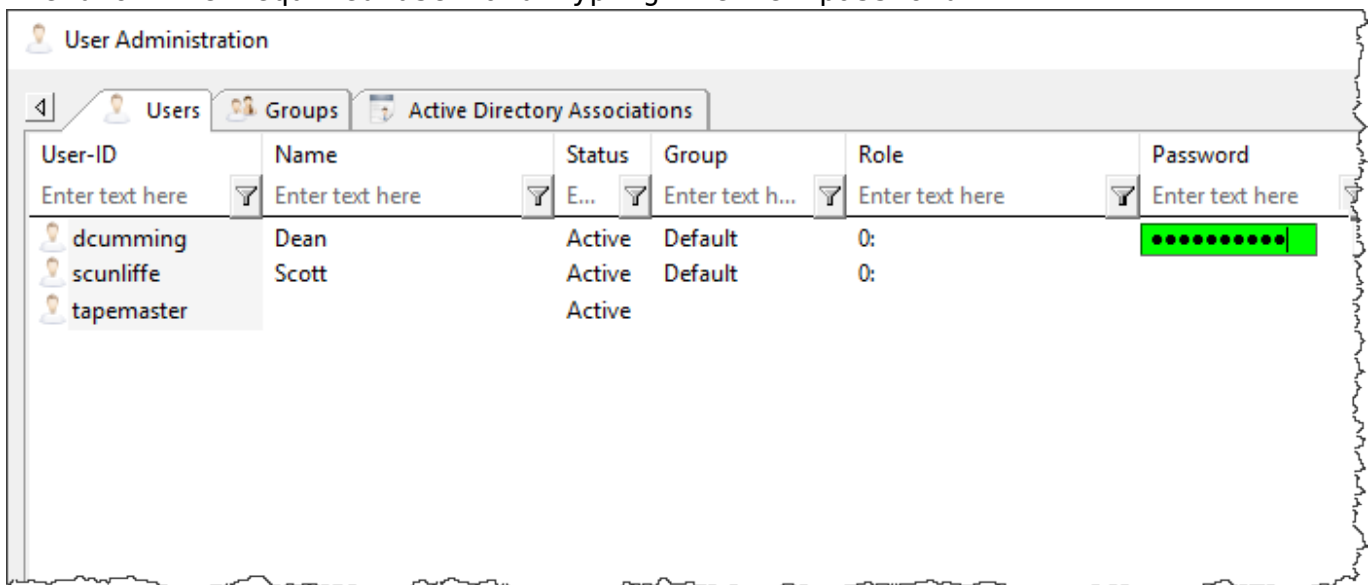 User Administration
Users Groups Active Directory Associations
User-ID Name Status Group Role Password
Enter text here Enter text here E... Enter text h... Enter text here Enter text here
dcumming Dean Active Default 0: ●●●●●●●●●●
scunliffe Scott Active Default 0:
tapemaster Active